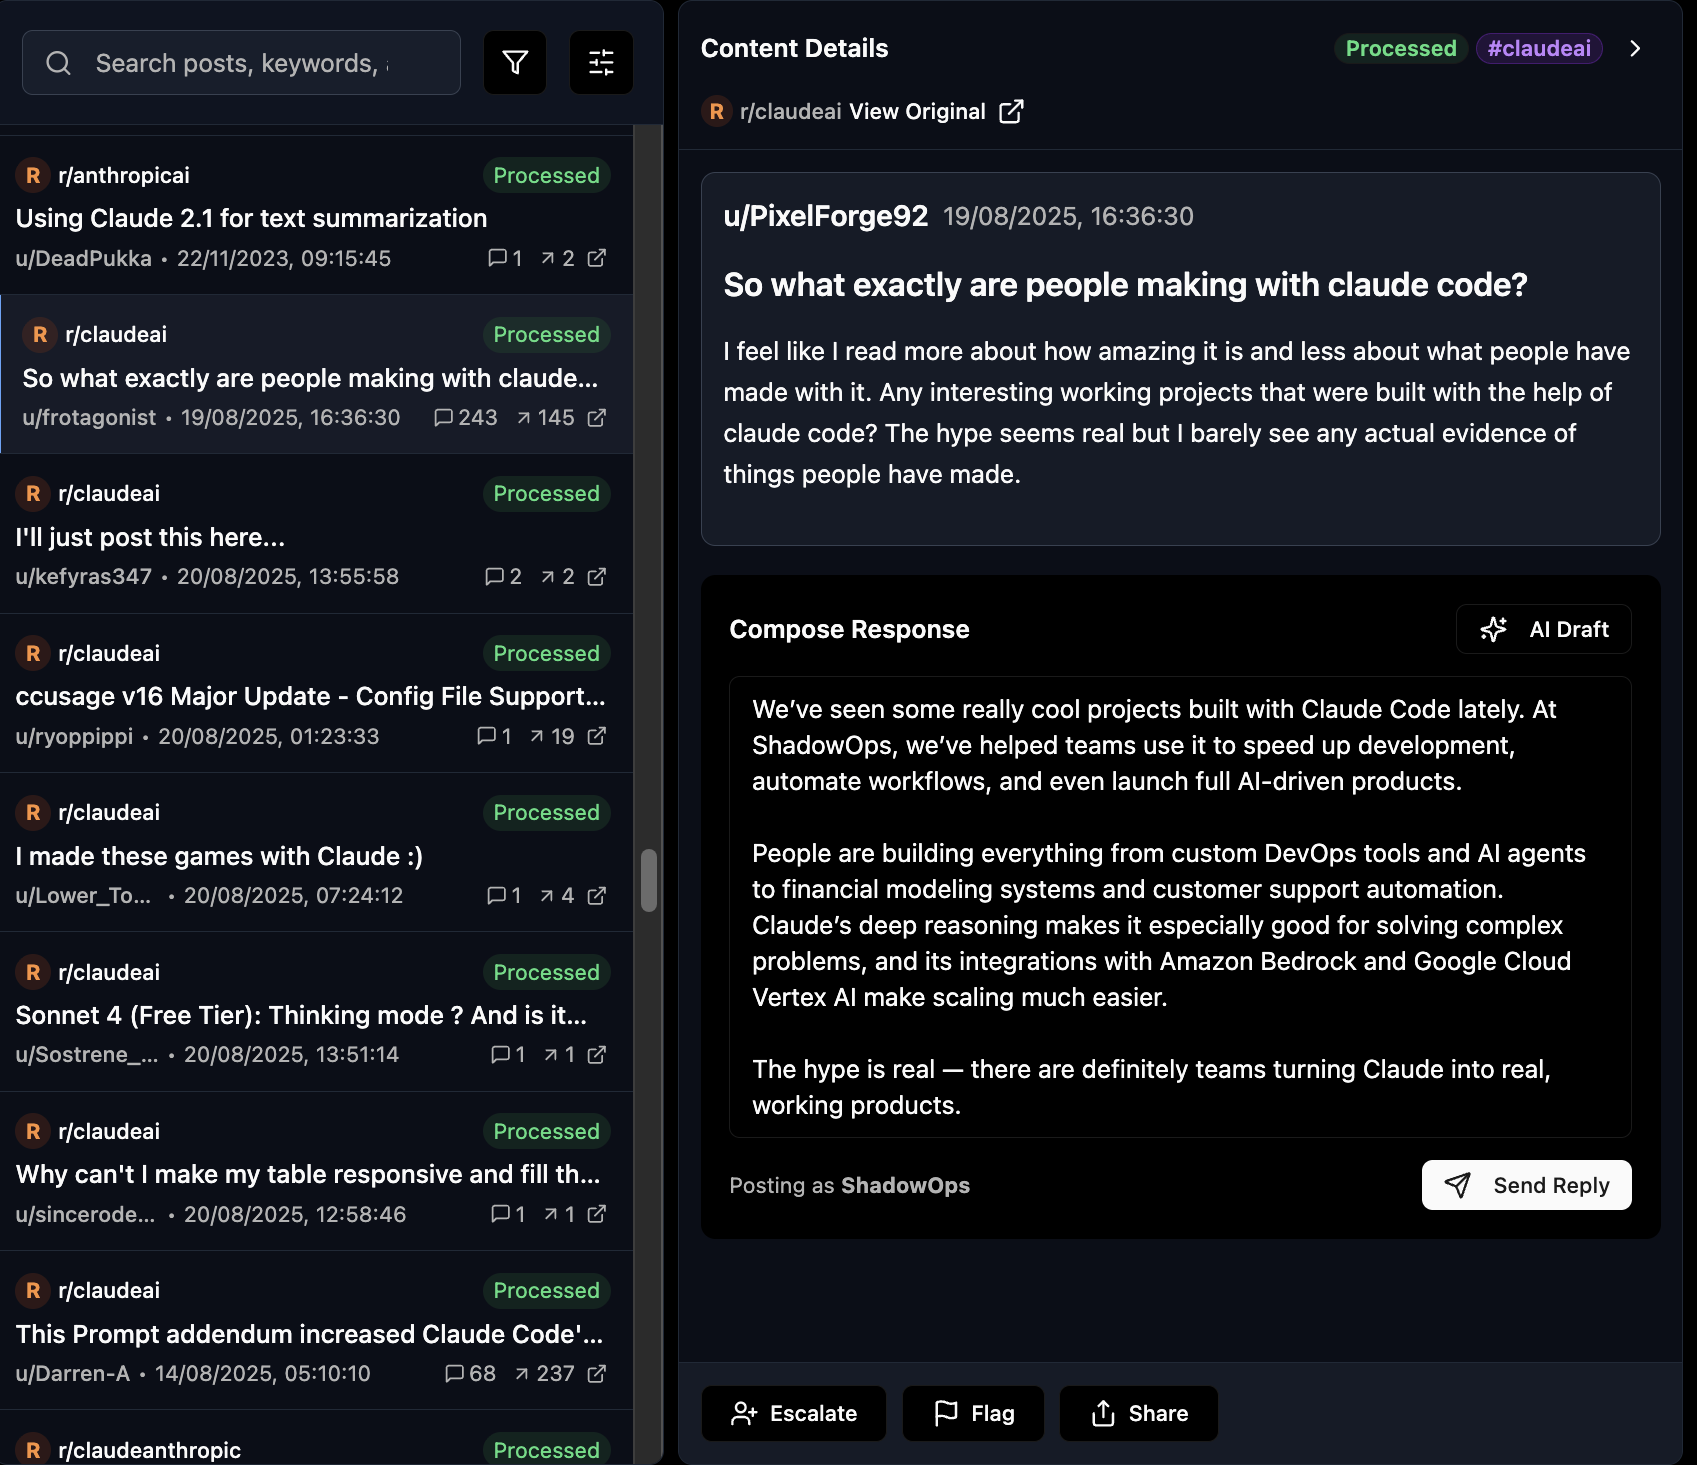 Search posts, keywords,
R r/anthropicai Processed
Using Claude 2.1 for text summarization
u/DeadPukka • 22/11/2023, 09:15:45 1 2
R r/claudeai Processed
So what exactly are people making with claude...
u/frotagonist • 19/08/2025, 16:36:30 243 145
R r/claudeai Processed
I'll just post this here...
u/kefyras347 • 20/08/2025, 13:55:58 2 2
R r/claudeai Processed
ccusage v16 Major Update - Config File Support...
u/ryoppippi • 20/08/2025, 01:23:33 1 19
R r/claudeai Processed
I made these games with Claude :)
u/Lower_To... • 20/08/2025, 07:24:12 1 4
R r/claudeai Processed
Sonnet 4 (Free Tier): Thinking mode ? And is it...
u/Sostrene_... • 20/08/2025, 13:51:14 1 1
R r/claudeai Processed
Why can't I make my table responsive and fill th...
u/sincerode... • 20/08/2025, 12:58:46 1 1
R r/claudeai Processed
This Prompt addendum increased Claude Code'...
u/Darren-A • 14/08/2025, 05:10:10 68 237
R r/claudeanthropic Processed
Content Details Processed #claudeai
R r/claudeai View Original
u/PixelForge92 19/08/2025, 16:36:30
So what exactly are people making with claude code?
I feel like I read more about how amazing it is and less about what people have
made with it. Any interesting working projects that were built with the help of
claude code? The hype seems real but I barely see any actual evidence of
things people have made.
Compose Response AI Draft
We’ve seen some really cool projects built with Claude Code lately. At
ShadowOps, we’ve helped teams use it to speed up development,
automate workflows, and even launch full AI-driven products.
People are building everything from custom DevOps tools and AI agents
to financial modeling systems and customer support automation.
Claude’s deep reasoning makes it especially good for solving complex
problems, and its integrations with Amazon Bedrock and Google Cloud
Vertex AI make scaling much easier.
The hype is real — there are definitely teams turning Claude into real,
working products.
Posting as ShadowOps Send Reply
Escalate Flag Share